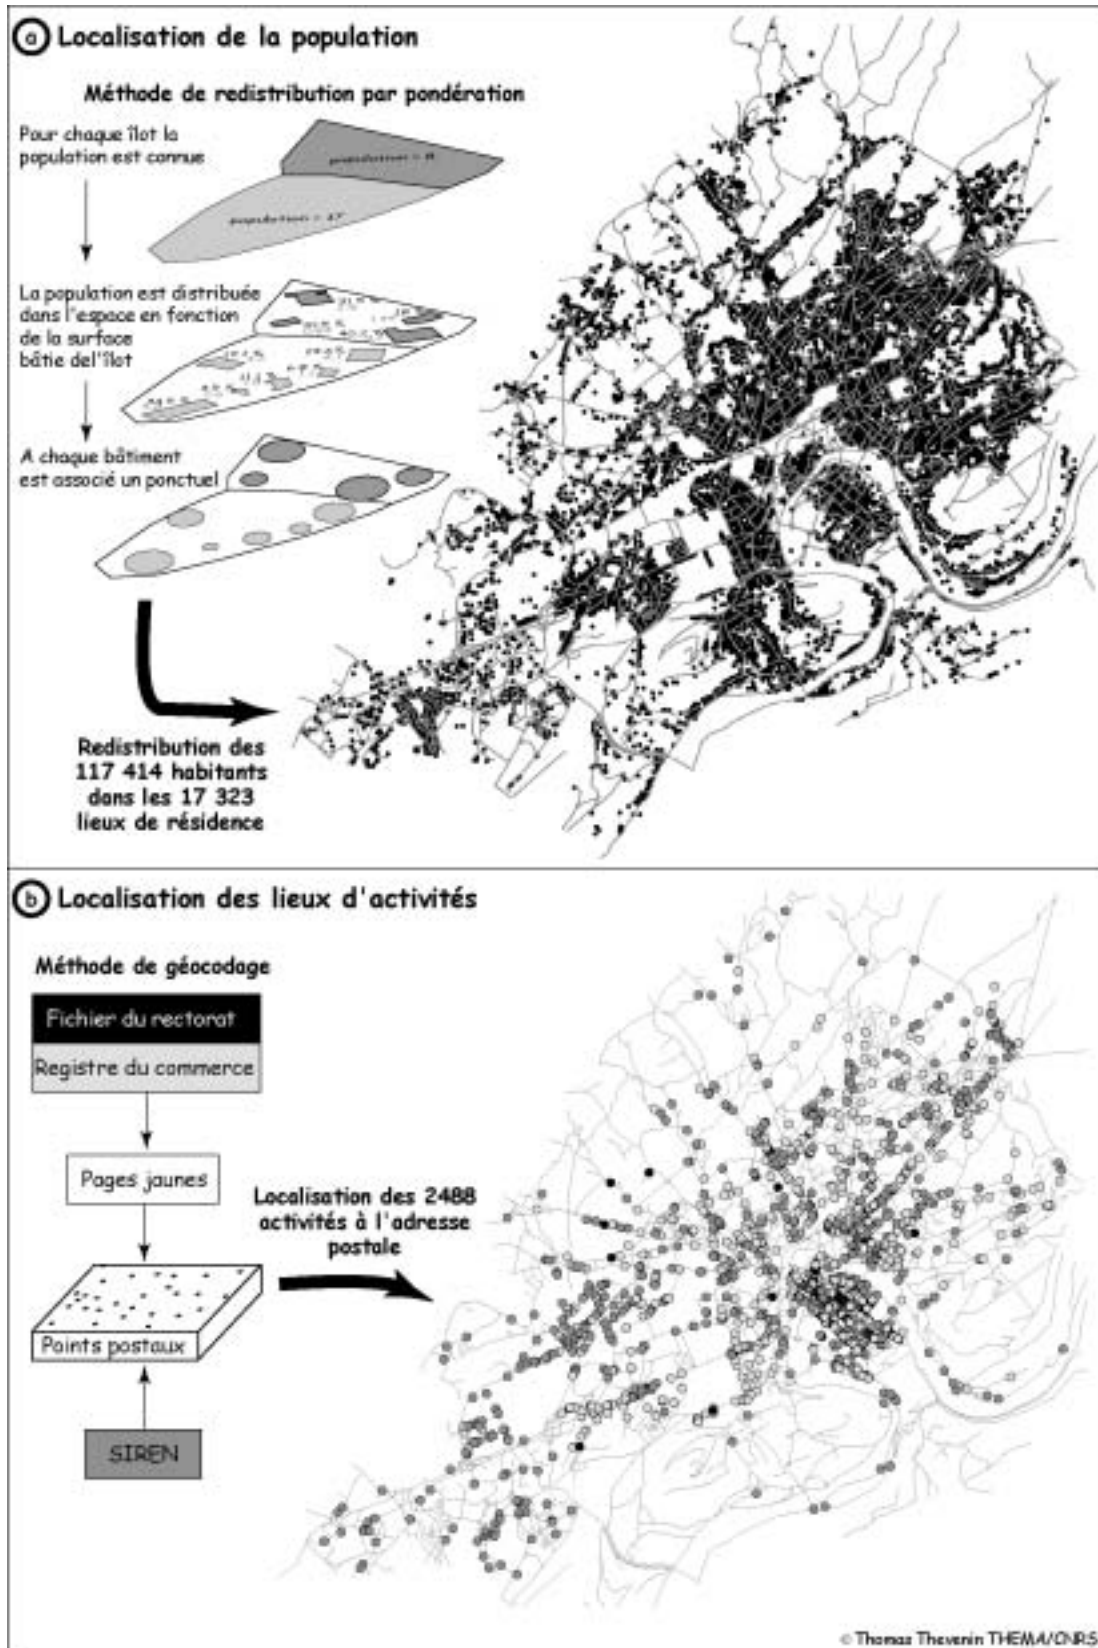 a Localisation de la population
Méthode de redistribution par pondération
Pour chaque îlot la
population est connue
population = 8
population = 17
La population est distribuée
dans l'espace en fonction
de la surface
bâtie del'îlot
A chaque bâtiment
est associé un ponctuel
Redistribution des
117 414 habitants
dans les 17 323
lieux de résidence
b Localisation des lieux d'activités
Méthode de géocodage
Fichier du rectorat
Registre du commerce
Pages jaunes
Localisation des 2488
activités à l'adresse
postale
Points postaux
SIREN
© Thomas Thevenin THEMA/CNRS